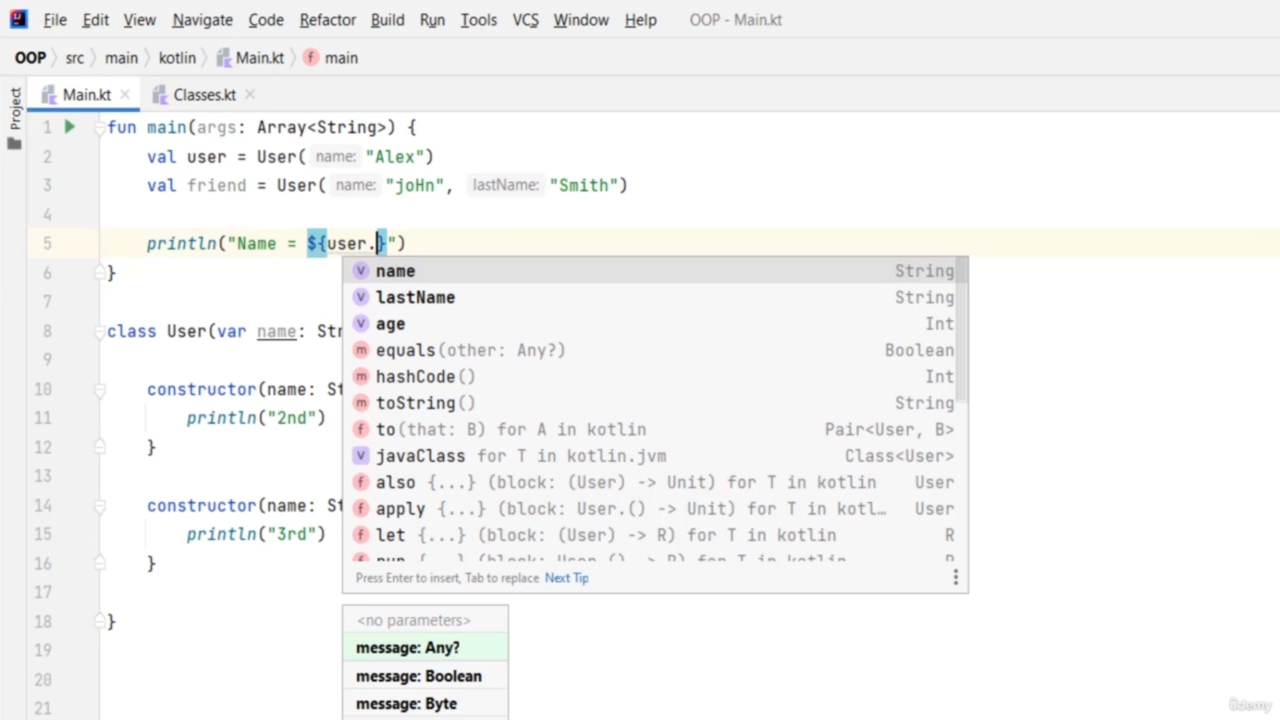 File Edit View Navigate Code Refactor Build Run Tools VCS Window Help OOP - Main.kt
OOP src main kotlin Main.kt main
Main.kt Classes.kt
Project
1 fun main(args: Array<String>) {
2 val user = User( name: "Alex")
3 val friend = User( name: "joHn", lastName: "Smith")
4
5 println("Name = ${user.}")
6 }
7
8 class User(var name: Str
9
10 constructor(name: St
11 println("2nd")
12 }
13
14 constructor(name: St
15 println("3rd")
16 }
17
18 }
19
20
21
name String
lastName String
age Int
equals(other: Any?) Boolean
hashCode() Int
toString() String
to(that: B) for A in kotlin Pair<User, B>
javaClass for T in kotlin.jvm Class<User>
also {...} (block: (User) -> Unit) for T in kotlin User
apply {...} (block: User.() -> Unit) for T in kotl… User
let {...} (block: (User) -> R) for T in kotlin R
run {...} (block: User.() -> R) for T in kotlin R
Press Enter to insert, Tab to replace Next Tip
<no parameters>
message: Any?
message: Boolean
message: Byte
ûdemy